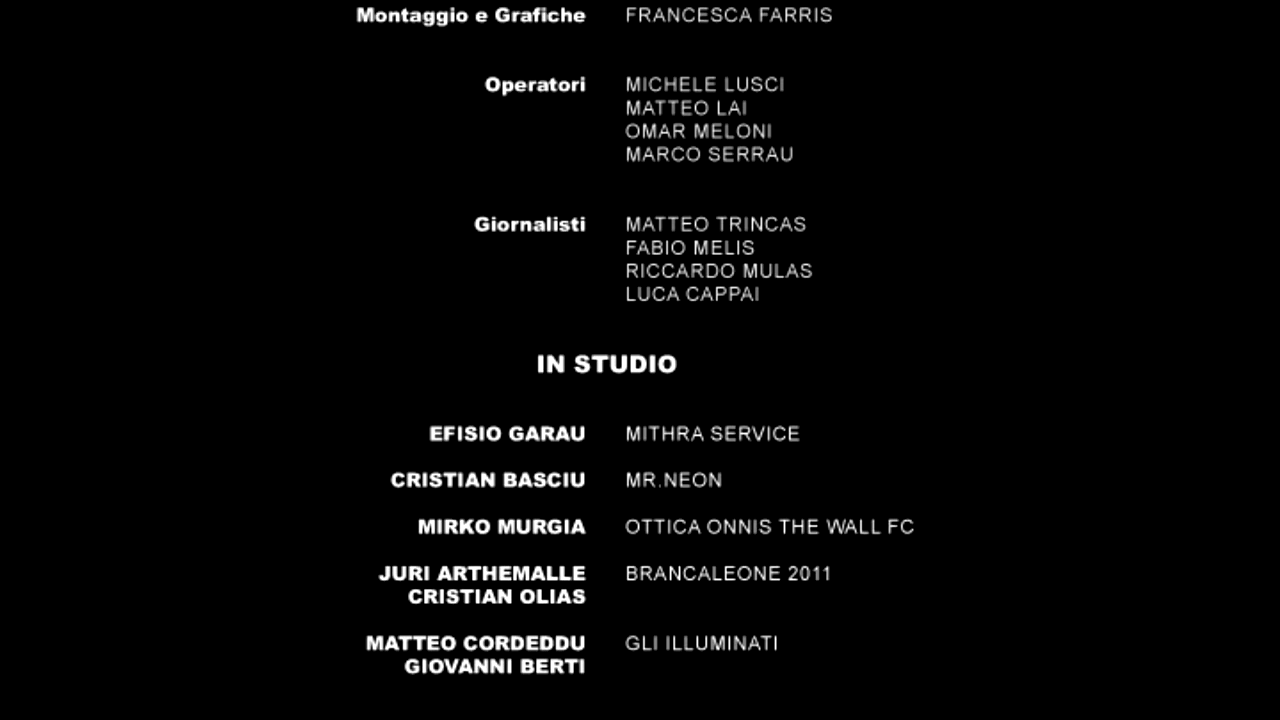 Montaggio e Grafiche FRANCESCA FARRIS
Operatori MICHELE LUSCI
MATTEO LAI
OMAR MELONI
MARCO SERRAU
Giornalisti MATTEO TRINCAS
FABIO MELIS
RICCARDO MULAS
LUCA CAPPAI
IN STUDIO
EFISIO GARAU MITHRA SERVICE
CRISTIAN BASCIU MR.NEON
MIRKO MURGIA OTTICA ONNIS THE WALL FC
JURI ARTHEMALLE BRANCALEONE 2011
CRISTIAN OLIAS
MATTEO CORDEDDU GLI ILLUMINATI
GIOVANNI BERTI